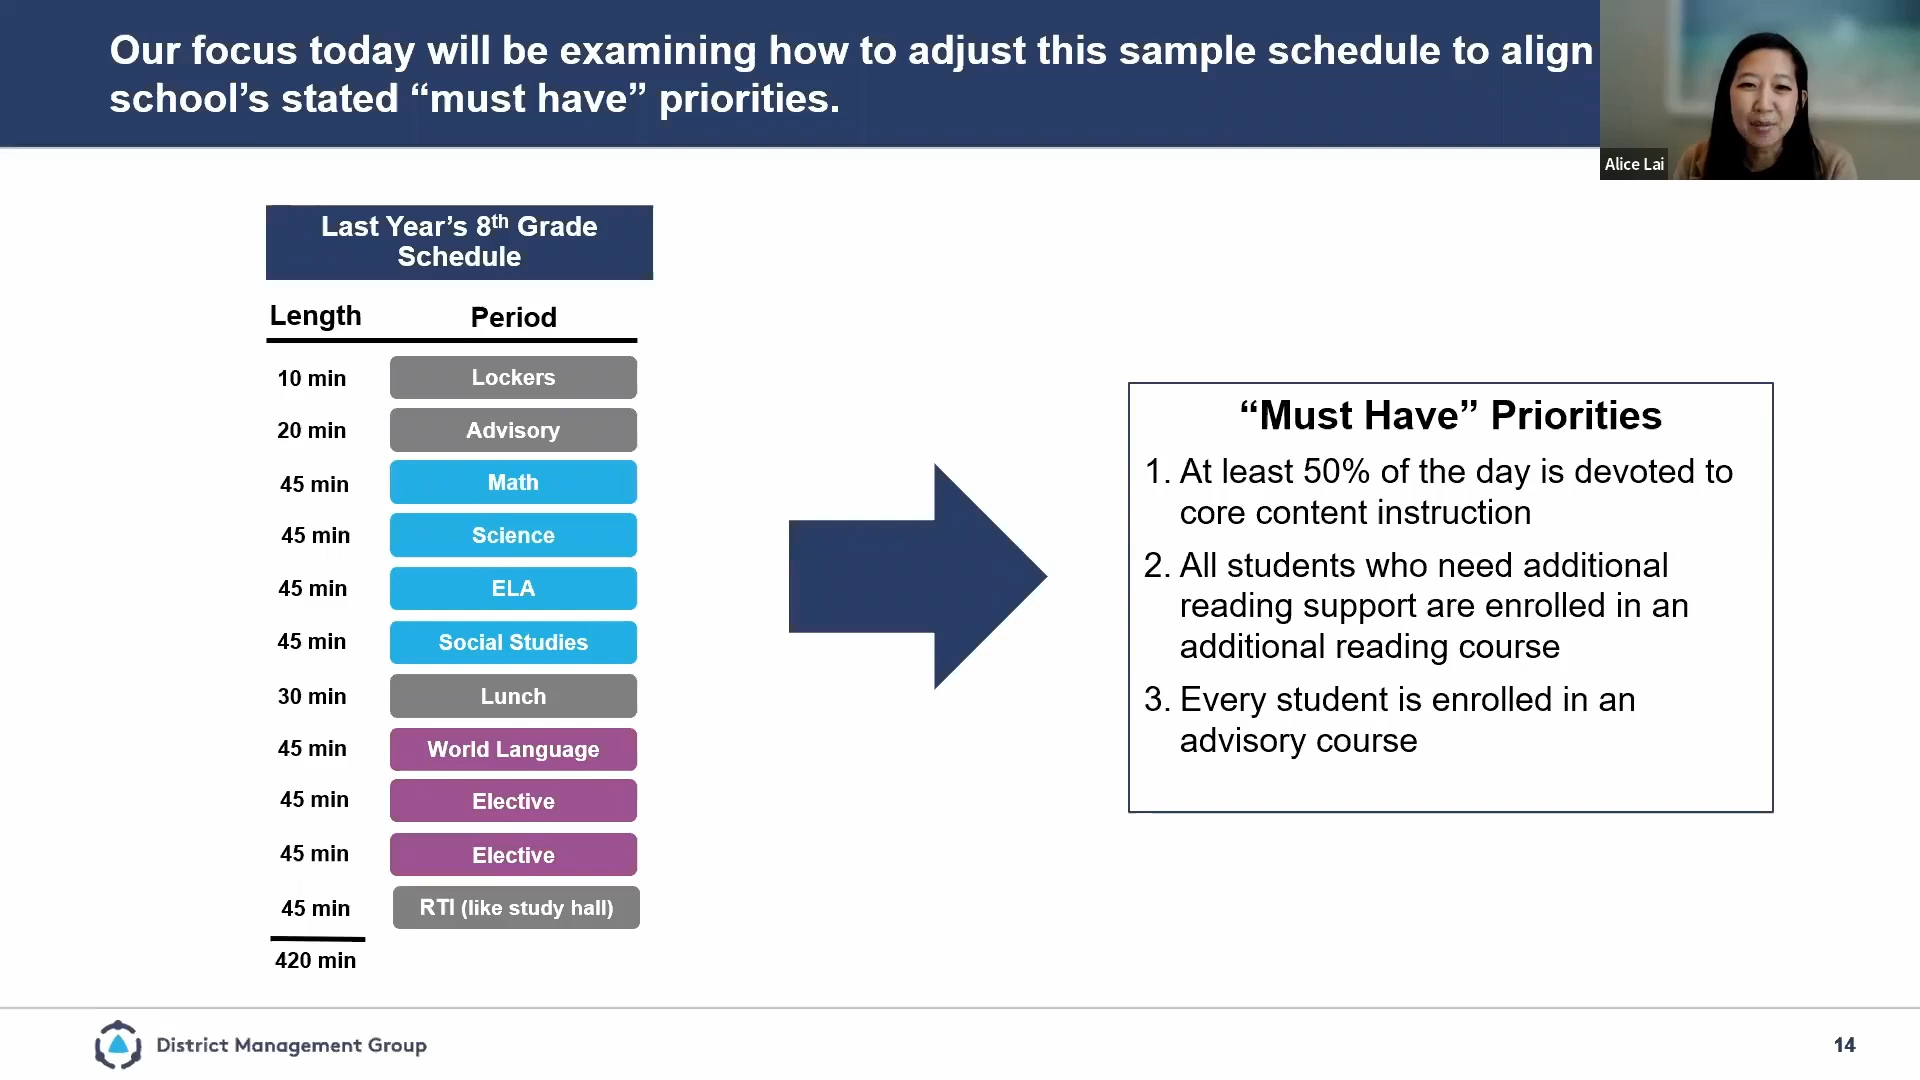 Our focus today will be examining how to adjust this sample schedule to align
school’s stated “must have” priorities.
Alice Lai
Last Year’s 8th Grade
Schedule
Length Period
10 min Lockers
20 min Advisory
45 min Math
45 min Science
45 min ELA
45 min Social Studies
30 min Lunch
45 min World Language
45 min Elective
45 min Elective
45 min RTI (like study hall)
420 min
“Must Have” Priorities
1. At least 50% of the day is devoted to
core content instruction
2. All students who need additional
reading support are enrolled in an
additional reading course
3. Every student is enrolled in an
advisory course
District Management Group
14